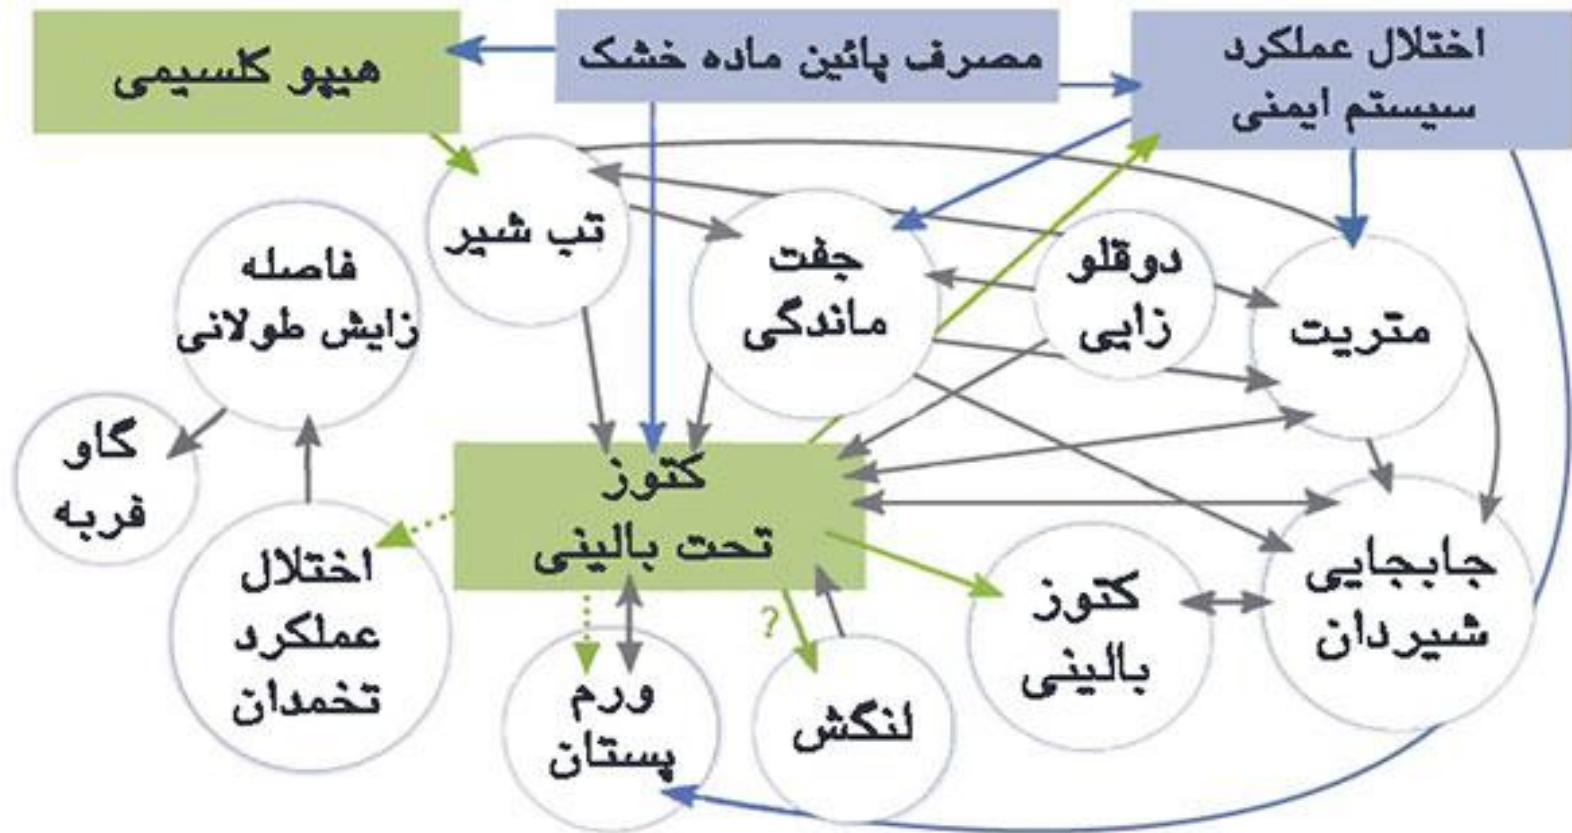 هیپو کلسیمی
مصرف پائین ماده خشک
اختلال عملکرد
سیستم ایمنی
تب شیر
جفت
ماندگی
دوقلو
زایی
متریت
فاصله
زایش طولانی
گاو
فربه
کتوز
تحت بالینی
اختلال
عملکرد
تخمدان
ورم
پستان
?
لنگش
کتوز
بالینی
جابجایی
شیردان